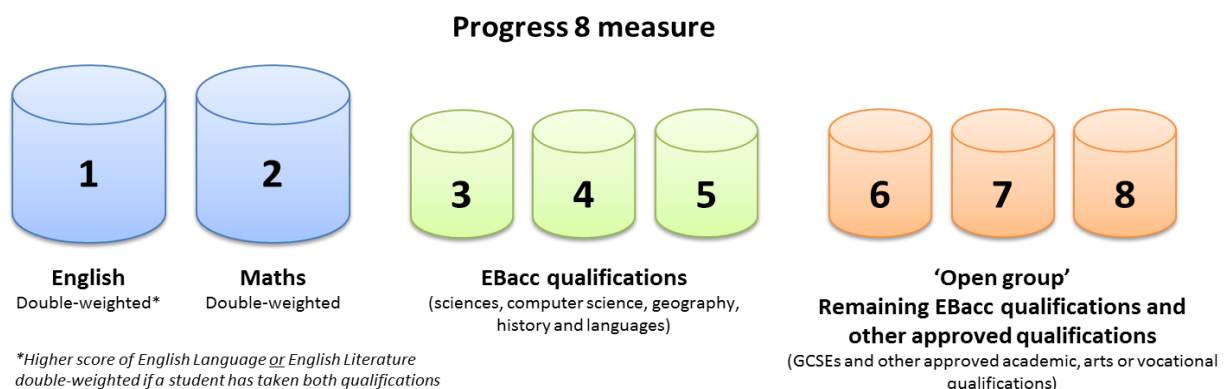 Progress 8 measure
1
2
3
4
5
6
7
8
English
Double-weighted*
Maths
Double-weighted
EBacc qualifications
(sciences, computer science, geography,
history and languages)
‘Open group’
Remaining EBacc qualifications and
other approved qualifications
(GCSEs and other approved academic, arts or vocational
qualifications)
*Higher score of English Language or English Literature
double-weighted if a student has taken both qualifications